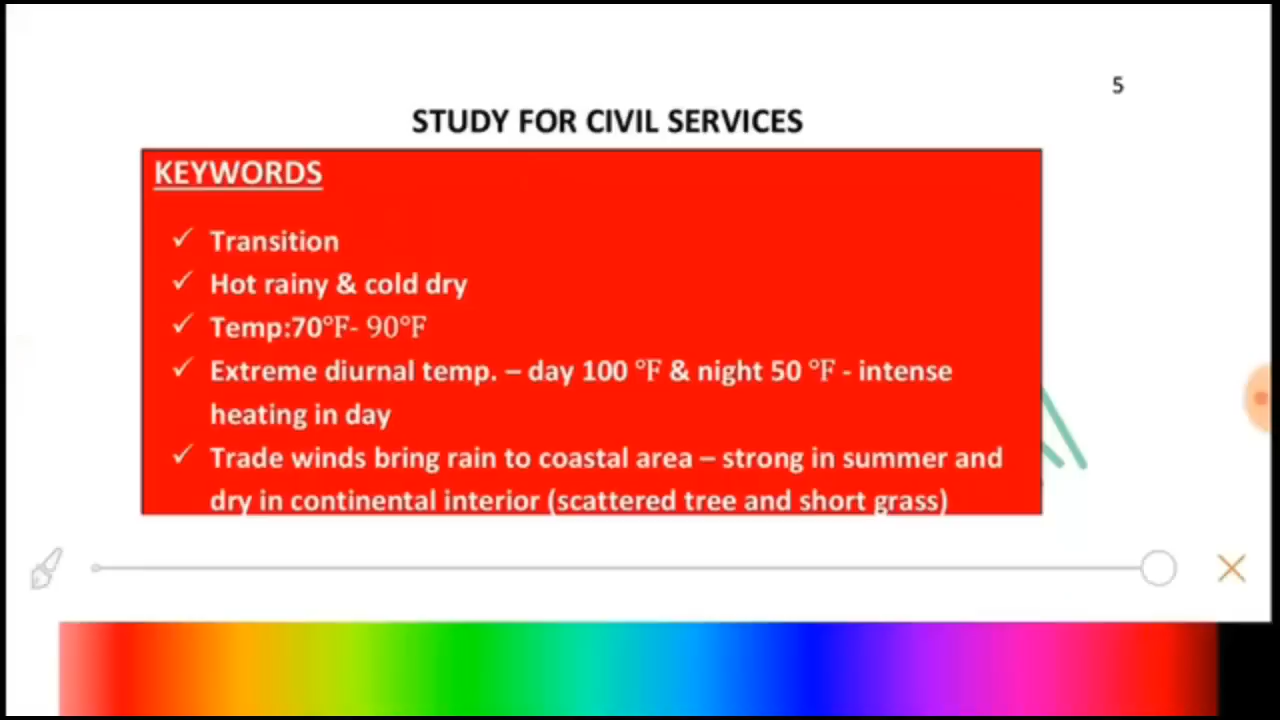 5
STUDY FOR CIVIL SERVICES
KEYWORDS
✓ Transition
✓ Hot rainy & cold dry
✓ Temp:70°F- 90°F
✓ Extreme diurnal temp. – day 100 °F & night 50 °F - intense
heating in day
✓ Trade winds bring rain to coastal area – strong in summer and
dry in continental interior (scattered tree and short grass)